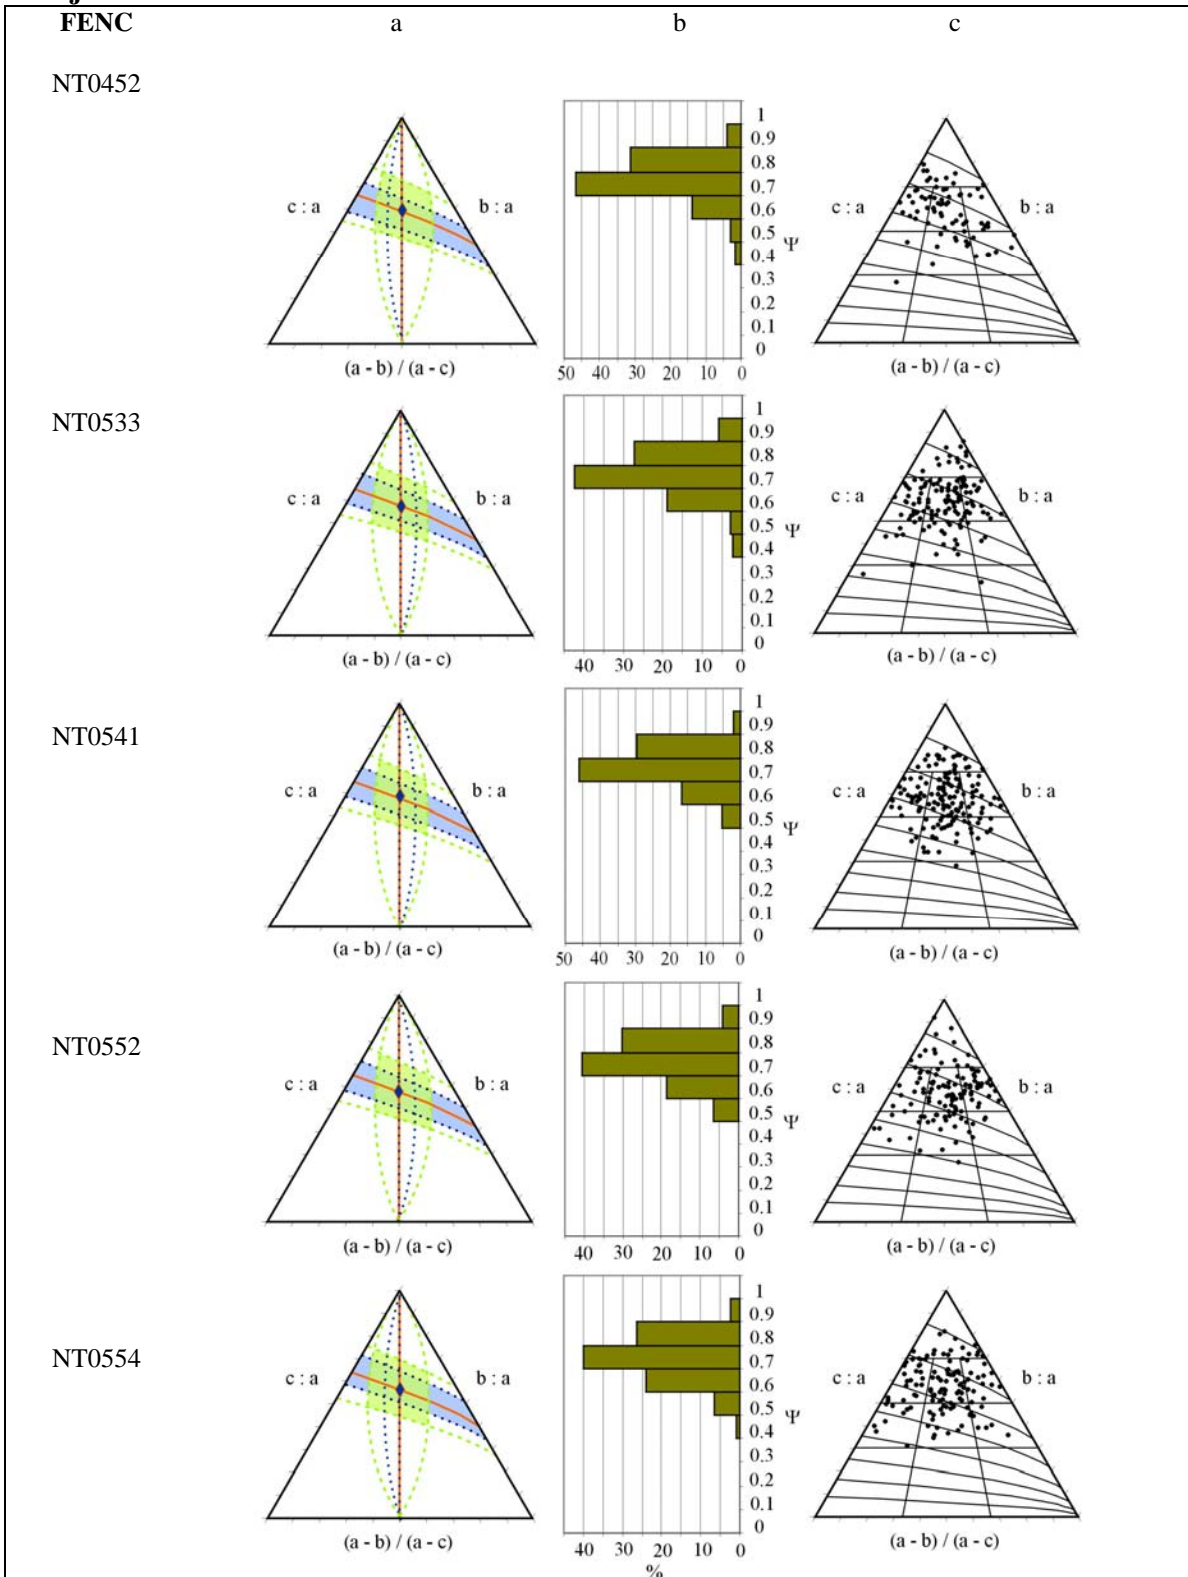 FENC a b c
NT0452
c : a b : a
(a - b) / (a - c)
1
0.9
0.8
0.7
0.6
0.5
0.4
0.3
0.2
0.1
0
Ψ
50 40 30 20 10 0
c : a b : a
(a - b) / (a - c)
NT0533
c : a b : a
(a - b) / (a - c)
1
0.9
0.8
0.7
0.6
0.5
0.4
0.3
0.2
0.1
0
Ψ
40 30 20 10 0
c : a b : a
(a - b) / (a - c)
NT0541
c : a b : a
(a - b) / (a - c)
1
0.9
0.8
0.7
0.6
0.5
0.4
0.3
0.2
0.1
0
Ψ
50 40 30 20 10 0
c : a b : a
(a - b) / (a - c)
NT0552
c : a b : a
(a - b) / (a - c)
1
0.9
0.8
0.7
0.6
0.5
0.4
0.3
0.2
0.1
0
Ψ
40 30 20 10 0
c : a b : a
(a - b) / (a - c)
NT0554
c : a b : a
(a - b) / (a - c)
1
0.9
0.8
0.7
0.6
0.5
0.4
0.3
0.2
0.1
0
Ψ
40 30 20 10 0
%
c : a b : a
(a - b) / (a - c)